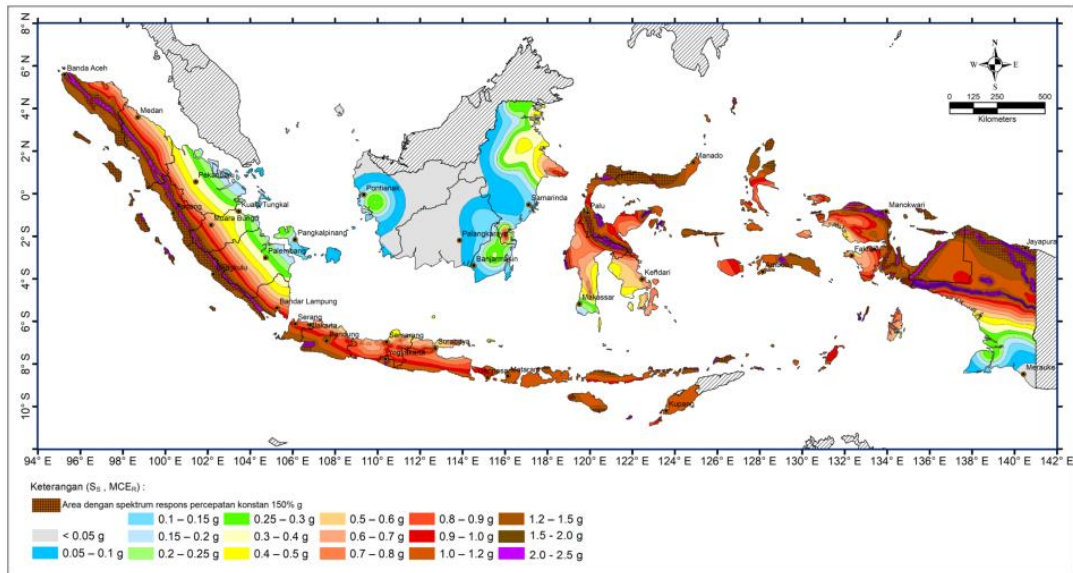 8° N
6° N
4° N
2° N
0°
2° S
4° S
6° S
8° S
10° S
Banda Aceh
Medan
Pekanbaru
Padang
Kuala Tungkal
Muara Bungo
Pangkalpinang
Palembang
Bengkulu
Bandar Lampung
Serang
Jakarta
Bandung
Semarang
Yogyakarta
Surabaya
Mataram
Kupang
Pontianak
Palangkaraya
Banjarmasin
Samarinda
Palu
Manado
Makassar
Kendari
Manokwari
Jayapura
Merauke
N
W E
S
0 125 250 500
Kilometers
94° E 96° E 98° E 100° E 102° E 104° E 106° E 108° E 110° E 112° E 114° E 116° E 118° E 120° E 122° E 124° E 126° E 128° E 130° E 132° E 134° E 136° E 138° E 140° E 142° E
Keterangan (SS , MCER) :
Area dengan spektrum respons percepatan konstan 150% g
< 0.05 g
0.05 – 0.1 g
0.1 – 0.15 g
0.15 – 0.2 g
0.2 – 0.25 g
0.25 – 0.3 g
0.3 – 0.4 g
0.4 – 0.5 g
0.5 – 0.6 g
0.6 – 0.7 g
0.7 – 0.8 g
0.8 – 0.9 g
0.9 – 1.0 g
1.0 – 1.2 g
1.2 – 1.5 g
1.5 - 2.0 g
2.0 - 2.5 g